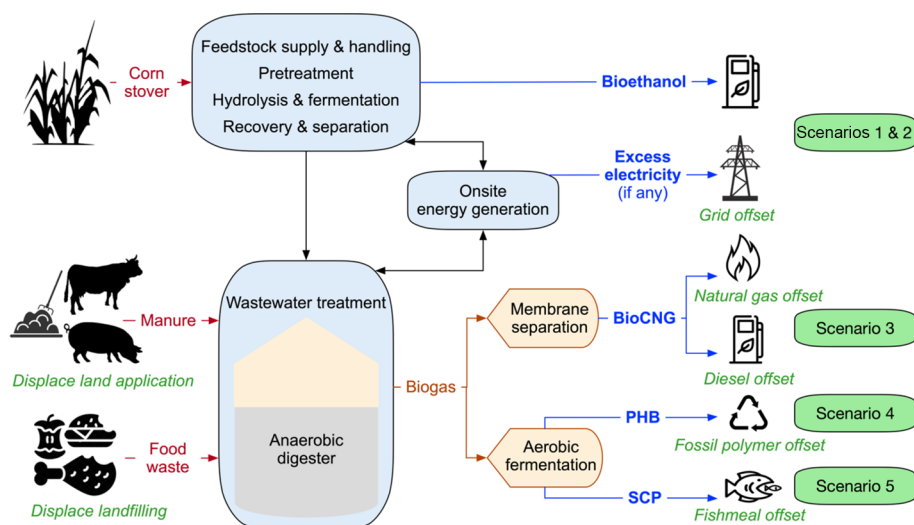 Corn
stover
Feedstock supply & handling
Pretreatment
Hydrolysis & fermentation
Recovery & separation
Bioethanol
Scenarios 1 & 2
Onsite
energy generation
Excess
electricity
(if any)
Grid offset
Wastewater treatment
Manure
Displace land application
Food
waste
Displace landfilling
Anaerobic
digester
Biogas
Membrane
separation
BioCNG
Natural gas offset
Diesel offset
Scenario 3
Aerobic
fermentation
PHB
Fossil polymer offset
Scenario 4
SCP
Fishmeal offset
Scenario 5